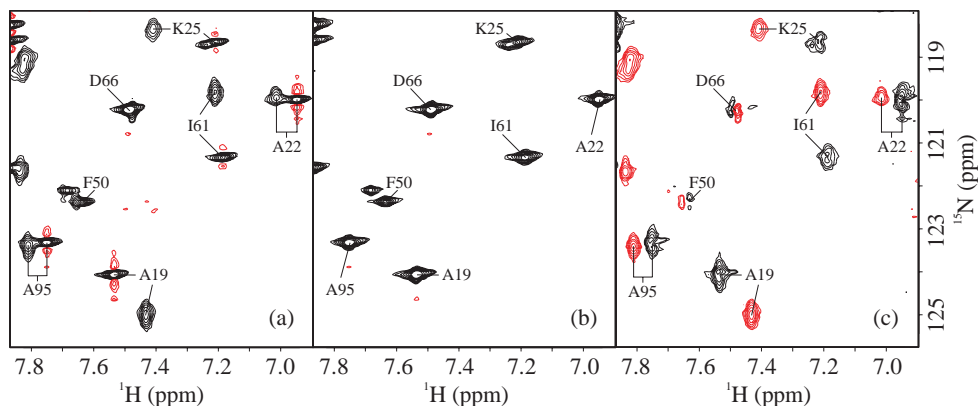 K25
D66
I61
A22
F50
A95
A19
(a)
K25
D66
I61
A22
F50
A95
A19
(b)
K25
D66
I61
A22
F50
A95
A19
(c)
119
121
123
125
¹⁵N (ppm)
7.8 7.6 7.4 7.2 7.0
7.8 7.6 7.4 7.2 7.0
7.8 7.6 7.4 7.2 7.0
¹H (ppm)
¹H (ppm)
¹H (ppm)